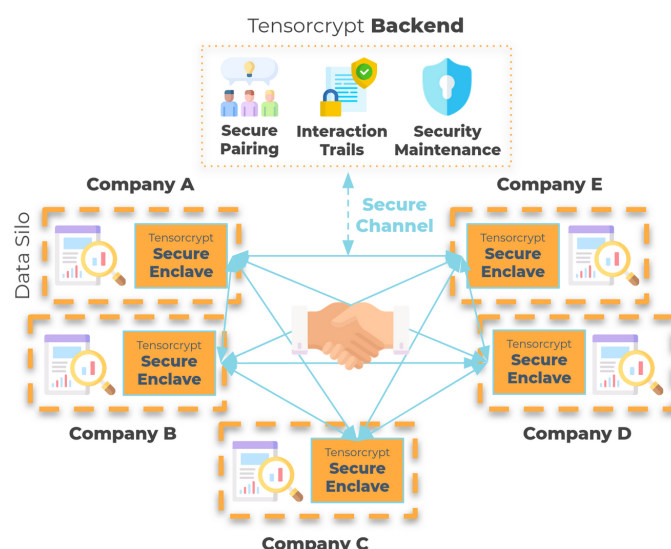 Tensorcrypt Backend
Secure
Pairing
Interaction
Trails
Security
Maintenance
Company A
Company E
Secure
Channel
Data Silo
Tensorcrypt
Secure
Enclave
Tensorcrypt
Secure
Enclave
Tensorcrypt
Secure
Enclave
Tensorcrypt
Secure
Enclave
Company B
Company D
Tensorcrypt
Secure
Enclave
Company C